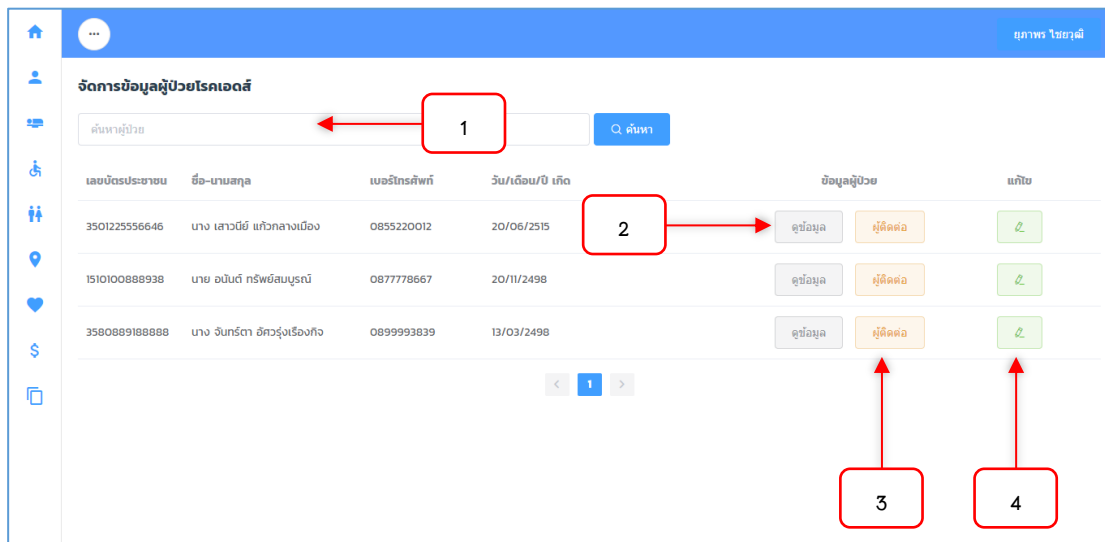 ...
ยุภาพร ไชยวุฒิ
จัดการข้อมูลผู้ป่วยโรคเอดส์
ค้นหาผู้ป่วย
ค้นหา
1
เลขบัตรประชาชน ชื่อ-นามสกุล เบอร์โทรศัพท์ วัน/เดือน/ปี เกิด ข้อมูลผู้ป่วย แก้ไข
3501225556646 นาง เสาวนีย์ แก้วกลางเมือง 0855220012 20/06/2515 2 ดูข้อมูล ผู้ติดต่อ
1510100888938 นาย อนันต์ ทรัพย์สมบูรณ์ 0877778667 20/11/2498 ดูข้อมูล ผู้ติดต่อ
3580889188888 นาง จันทร์ตา อัศวรุ่งเรืองกิจ 0899993839 13/03/2498 ดูข้อมูล ผู้ติดต่อ
< 1 >
3 4